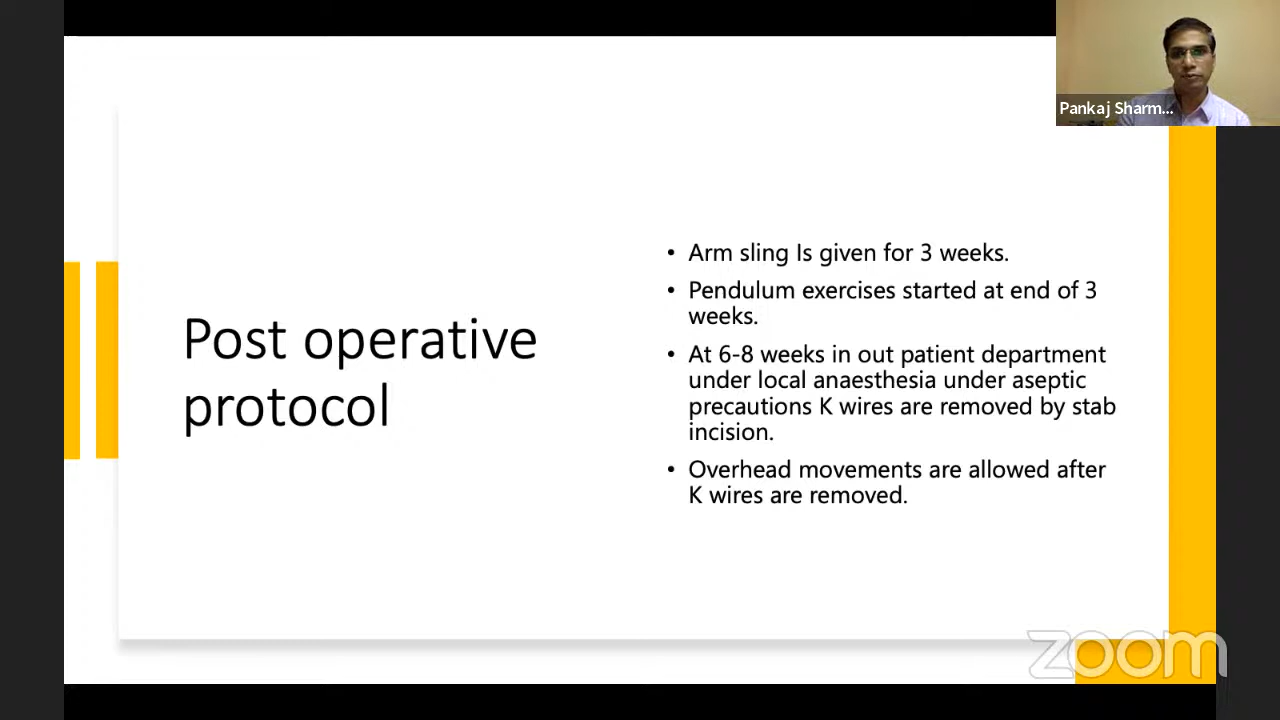 Pankaj Sharm...
Post operative
protocol
• Arm sling Is given for 3 weeks.
• Pendulum exercises started at end of 3
weeks.
• At 6-8 weeks in out patient department
under local anaesthesia under aseptic
precautions K wires are removed by stab
incision.
• Overhead movements are allowed after
K wires are removed.
zoom